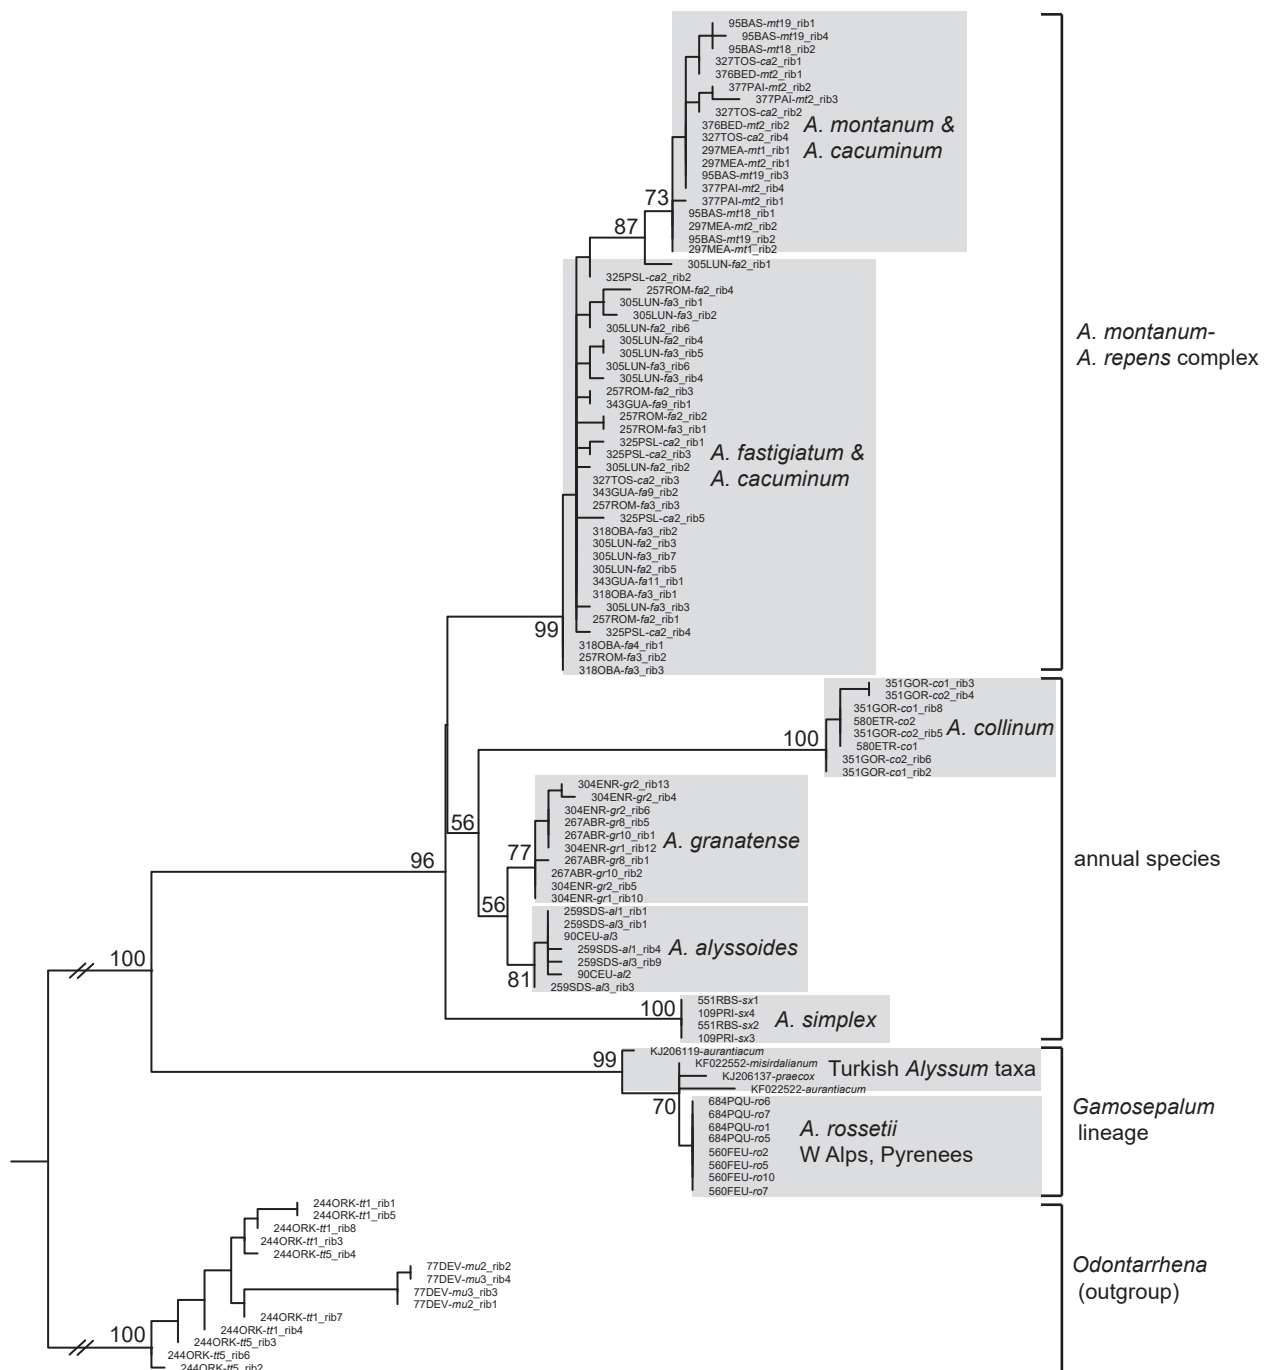 95BAS-mt19_rib1
95BAS-mt19_rib4
95BAS-mt18_rib2
327TOS-ca2_rib1
376BED-mt2_rib1
377PAI-mt2_rib2
377PAI-mt2_rib3
327TOS-ca2_rib2
376BED-mt2_rib2
327TOS-ca2_rib4
297MEA-mt1_rib1
297MEA-mt2_rib1
95BAS-mt19_rib3
377PAI-mt2_rib4
377PAI-mt2_rib1
95BAS-mt18_rib1
297MEA-mt2_rib2
95BAS-mt19_rib2
297MEA-mt1_rib2
A. montanum &
A. cacuminum
73
87
305LUN-fa2_rib1
325PSL-ca2_rib2
257ROM-fa2_rib4
305LUN-fa3_rib1
305LUN-fa3_rib2
305LUN-fa2_rib6
305LUN-fa2_rib4
305LUN-fa3_rib5
305LUN-fa3_rib6
305LUN-fa3_rib4
257ROM-fa2_rib3
343GUA-fa9_rib1
257ROM-fa2_rib2
257ROM-fa3_rib1
325PSL-ca2_rib1
325PSL-ca2_rib3
305LUN-fa2_rib2
327TOS-ca2_rib3
343GUA-fa9_rib2
257ROM-fa3_rib3
325PSL-ca2_rib5
318OBA-fa3_rib2
305LUN-fa2_rib3
305LUN-fa3_rib7
305LUN-fa2_rib5
343GUA-fa11_rib1
318OBA-fa3_rib1
305LUN-fa3_rib3
257ROM-fa2_rib1
325PSL-ca2_rib4
318OBA-fa4_rib1
257ROM-fa3_rib2
318OBA-fa3_rib3
A. fastigiatum &
A. cacuminum
99
A. montanum-
A. repens complex
351GOR-co1_rib3
351GOR-co2_rib4
351GOR-co1_rib8
580ETR-co2
351GOR-co2_rib5
580ETR-co1
351GOR-co2_rib6
351GOR-co1_rib2
A. collinum
100
304ENR-gr2_rib13
304ENR-gr2_rib4
304ENR-gr2_rib6
267ABR-gr8_rib5
267ABR-gr10_rib1
304ENR-gr1_rib12
267ABR-gr8_rib1
267ABR-gr10_rib2
304ENR-gr2_rib5
304ENR-gr1_rib10
A. granatense
56
77
96
56
259SDS-al1_rib1
259SDS-al3_rib1
90CEU-al3
259SDS-al1_rib4
259SDS-al3_rib9
90CEU-al2
259SDS-al3_rib3
A. alyssoides
81
annual species
100
551RBS-sx1
109PRI-sx4
551RBS-sx2
109PRI-sx3
A. simplex
100
KJ206119-aurantiacum
KF022552-misirdalianum
KJ206137-praecox
KF022522-aurantiacum
Turkish Alyssum taxa
99
70
684PQU-ro6
684PQU-ro7
684PQU-ro1
684PQU-ro5
560FEU-ro2
560FEU-ro5
560FEU-ro10
560FEU-ro7
A. rossetii
W Alps, Pyrenees
Gamosepalum
lineage
244ORK-tt1_rib1
244ORK-tt1_rib5
244ORK-tt1_rib8
244ORK-tt1_rib3
244ORK-tt5_rib4
77DEV-mu2_rib2
77DEV-mu3_rib4
77DEV-mu3_rib3
77DEV-mu2_rib1
244ORK-tt1_rib7
244ORK-tt1_rib4
244ORK-tt5_rib3
244ORK-tt5_rib6
244ORK-tt5_rib2
100
Odontarrhena
(outgroup)